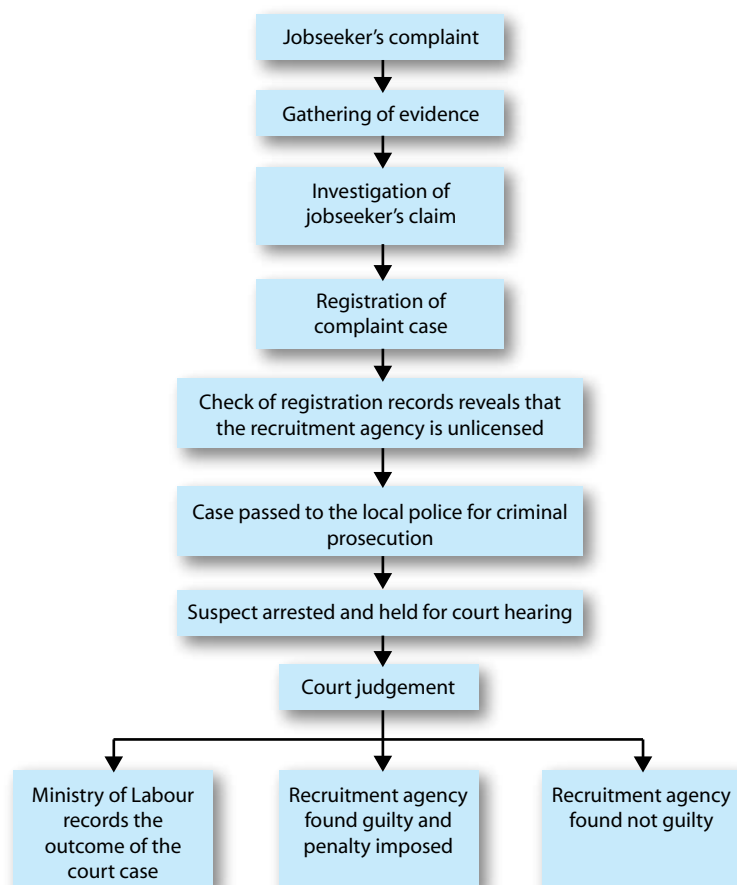 Jobseeker’s complaint
Gathering of evidence
Investigation of
jobseeker’s claim
Registration of
complaint case
Check of registration records reveals that
the recruitment agency is unlicensed
Case passed to the local police for criminal
prosecution
Suspect arrested and held for court hearing
Court judgement
Ministry of Labour
records the
outcome of the
court case
Recruitment agency
found guilty and
penalty imposed
Recruitment agency
found not guilty